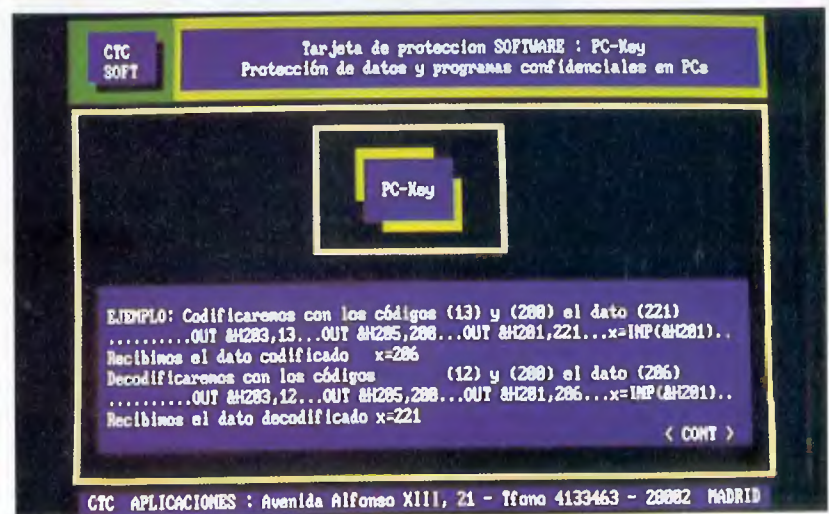 CTC
SOFT
Tarjeta de proteccion SOFTWARE : PC-Key
Protección de datos y programas confidenciales en PCs
PC-Key
EJEMPLO: Codificaremos con los códigos (13) y (200) el dato (221)
..........OUT &H203,13...OUT &H205,200...OUT &H201,221...x=INP(&H201)..
Recibimos el dato codificado x=206
Decodificaremos con los códigos (12) y (200) el dato (206)
..........OUT &H203,12...OUT &H205,200...OUT &H201,206...x=INP(&H201)..
Recibimos el dato decodificado x=221
< CONT >
CTC APLICACIONES : Avenida Alfonso XIII, 21 - Tfono 4133463 - 28002 MADRID